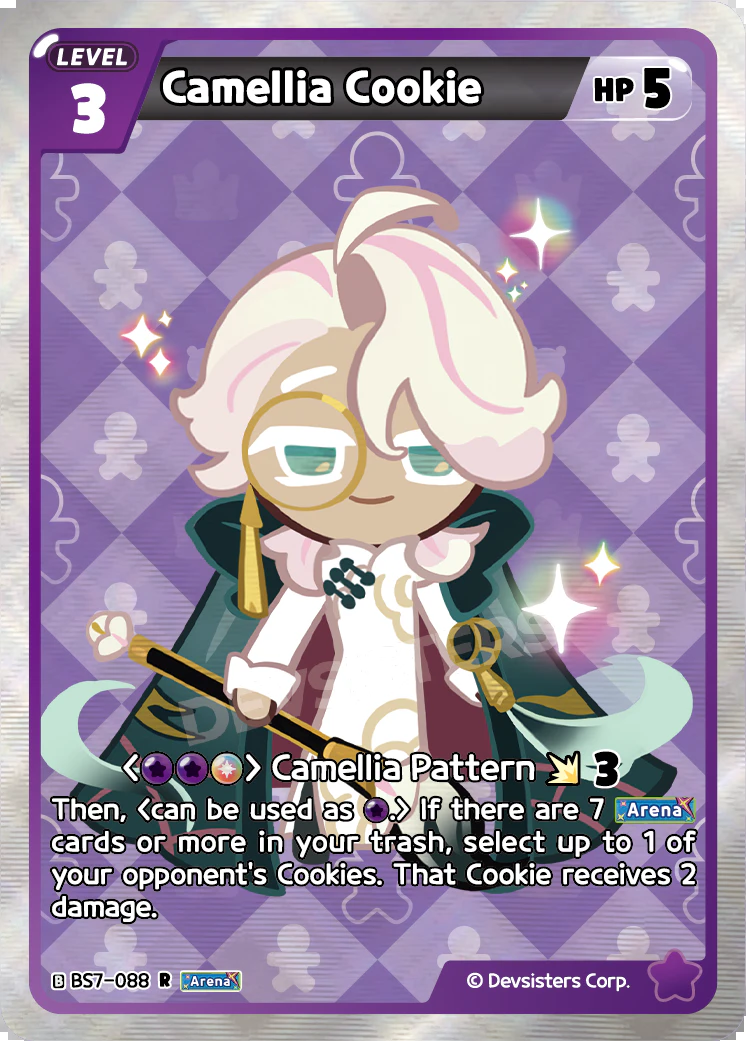 LEVEL
3
Camellia Cookie
HP 5
DEVSISTERS
< > Camellia Pattern 3
Then, <can be used as .> If there are 7 Arena
cards or more in your trash, select up to 1 of
your opponent's Cookies. That Cookie receives 2
damage.
B BS7-088 R Arena
© Devsisters Corp.